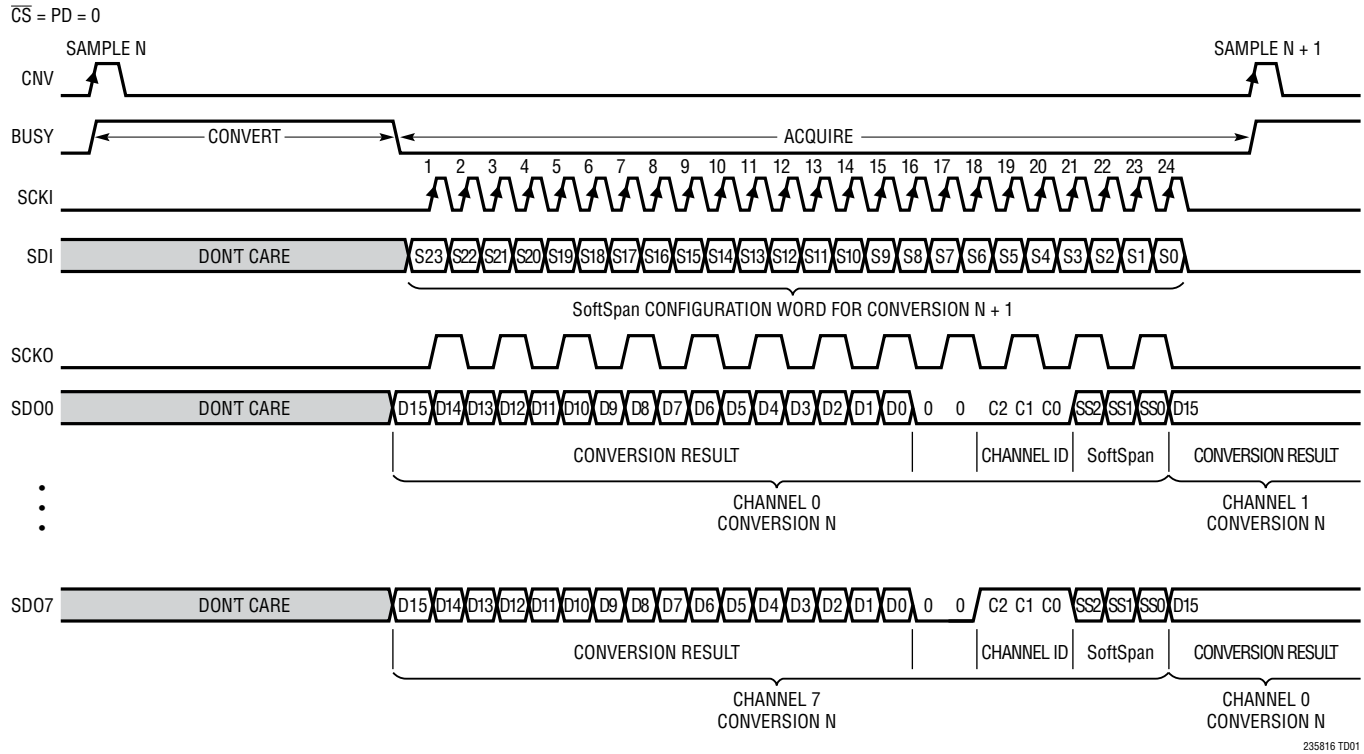 CS = PD = 0
SAMPLE N
SAMPLE N + 1
CNV
BUSY
CONVERT
ACQUIRE
1 2 3 4 5 6 7 8 9 10 11 12 13 14 15 16 17 18 19 20 21 22 23 24
SCKI
SDI
DON'T CARE
S23 S22 S21 S20 S19 S18 S17 S16 S15 S14 S13 S12 S11 S10 S9 S8 S7 S6 S5 S4 S3 S2 S1 S0
SoftSpan CONFIGURATION WORD FOR CONVERSION N + 1
SCKO
SDO0
DON'T CARE
D15 D14 D13 D12 D11 D10 D9 D8 D7 D6 D5 D4 D3 D2 D1 D0 0 0 C2 C1 C0 SS2 SS1 SS0 D15
CONVERSION RESULT
CHANNEL ID
SoftSpan
CONVERSION RESULT
CHANNEL 0
CONVERSION N
CHANNEL 1
CONVERSION N
SDO7
DON'T CARE
D15 D14 D13 D12 D11 D10 D9 D8 D7 D6 D5 D4 D3 D2 D1 D0 0 0 C2 C1 C0 SS2 SS1 SS0 D15
CONVERSION RESULT
CHANNEL ID
SoftSpan
CONVERSION RESULT
CHANNEL 7
CONVERSION N
CHANNEL 0
CONVERSION N
235816 TD01